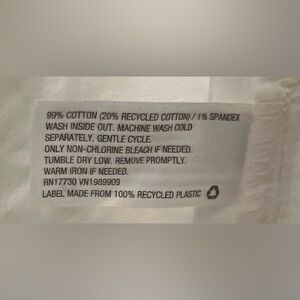 99% COTTON (20% RECYCLED COTTON) / 1% SPANDEX
WASH INSIDE OUT. MACHINE WASH COLD
SEPARATELY. GENTLE CYCLE.
ONLY NON-CHLORINE BLEACH IF NEEDED.
TUMBLE DRY LOW. REMOVE PROMPTLY.
WARM IRON IF NEEDED.
RN17730 VN1989909
LABEL MADE FROM 100% RECYCLED PLASTIC